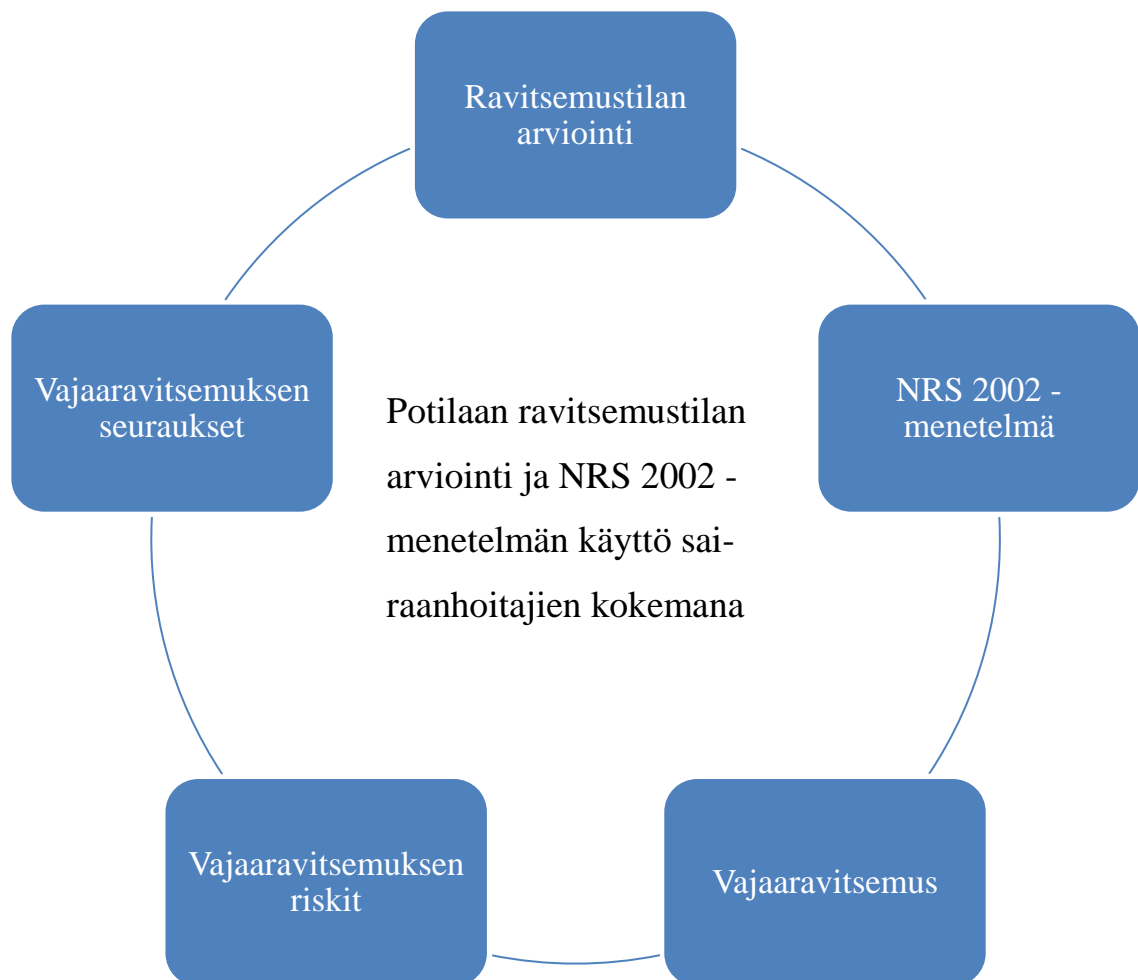 Ravitsemustilan
arviointi
NRS 2002 -
menetelmä
Vajaaravitsemus
Vajaaravitsemuksen
riskit
Vajaaravitsemuksen
seuraukset
Potilaan ravitsemustilan
arviointi ja NRS 2002 -
menetelmän käyttö sai-
raanhoitajien kokemana